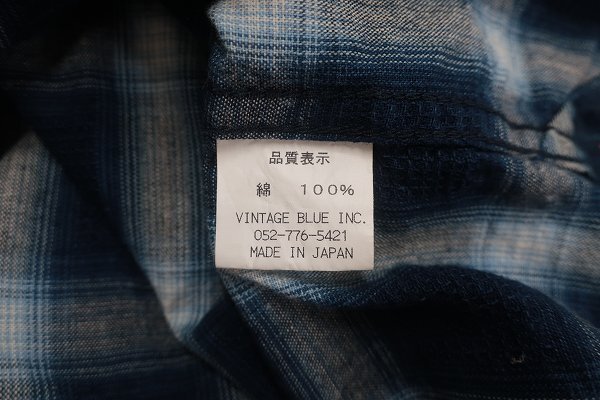 品質表示
綿 100%
VINTAGE BLUE INC.
052-776-5421
MADE IN JAPAN